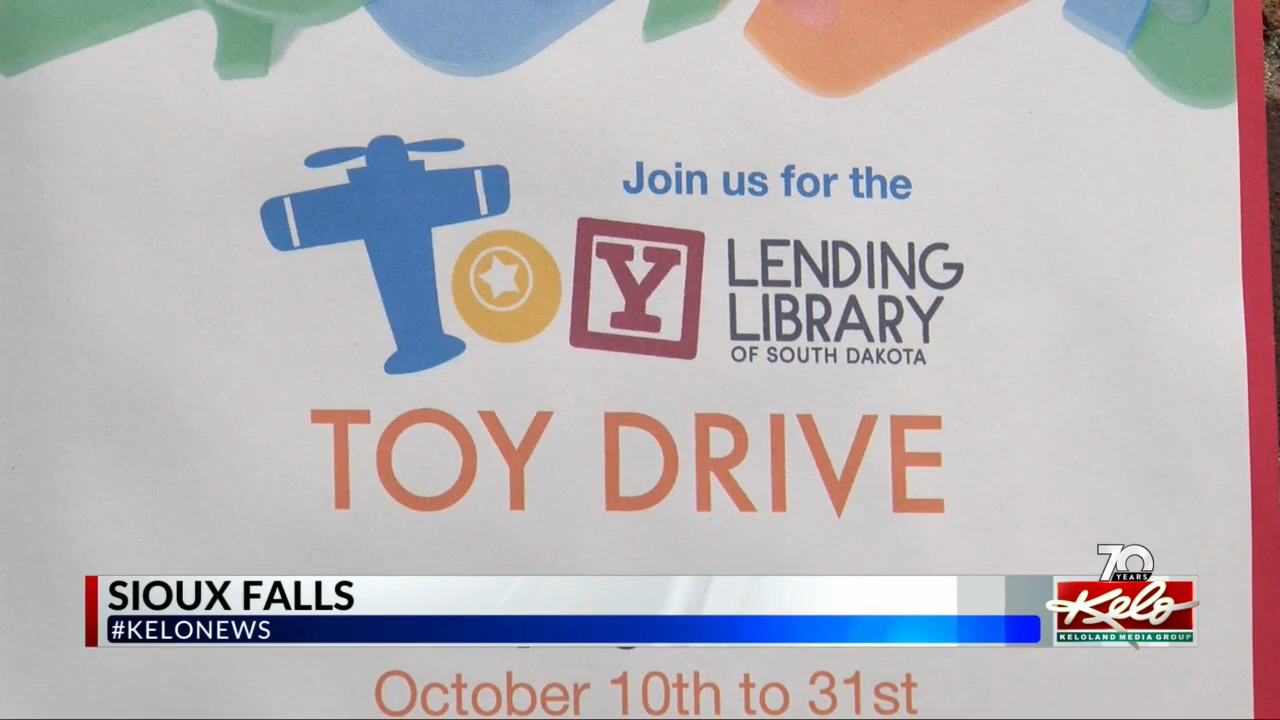 Join us for the
TOY
LENDING
LIBRARY
OF SOUTH DAKOTA
TOY DRIVE
SIOUX FALLS
#KELONEWS
70
YEARS
Kelo
KELOLAND MEDIA GROUP
October 10th to 31st